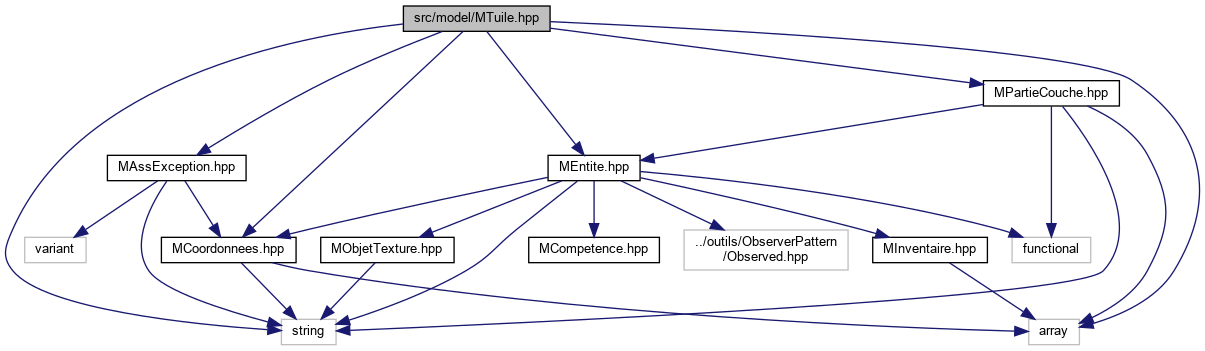 src/model/MTuile.hpp
MPartieCouche.hpp
MAssException.hpp
MEntite.hpp
variant
MCoordonnees.hpp
MObjetTexture.hpp
MCompetence.hpp
../outils/ObserverPattern
/Observed.hpp
MInventaire.hpp
functional
string
array